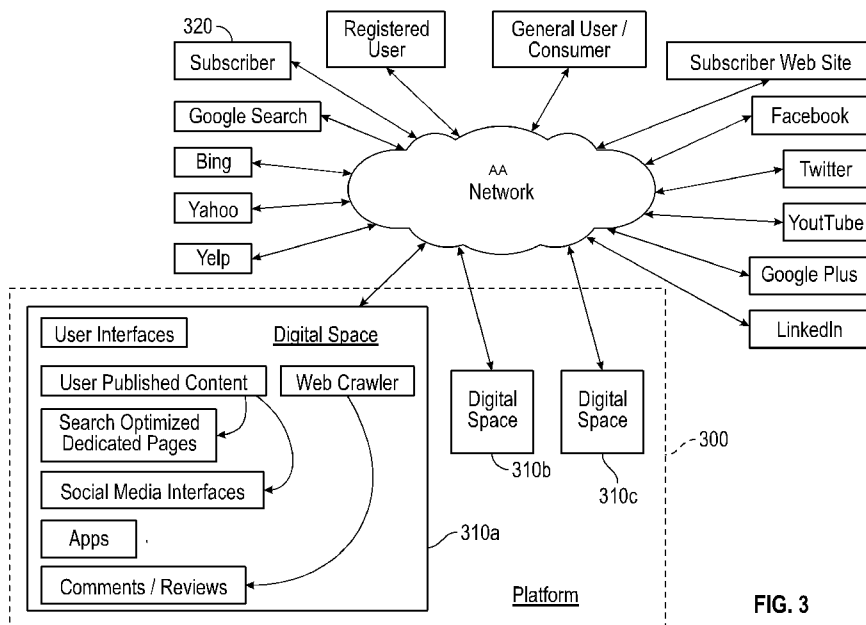 320
Subscriber
Registered
User
General User /
Consumer
Subscriber Web Site
Google Search
Facebook
Bing
AA
Network
Twitter
Yahoo
YoutTube
Yelp
Google Plus
LinkedIn
User Interfaces
Digital Space
User Published Content
Web Crawler
Search Optimized
Dedicated Pages
Social Media Interfaces
Apps
Comments / Reviews
310a
Digital
Space
310b
Digital
Space
310c
300
Platform
FIG. 3